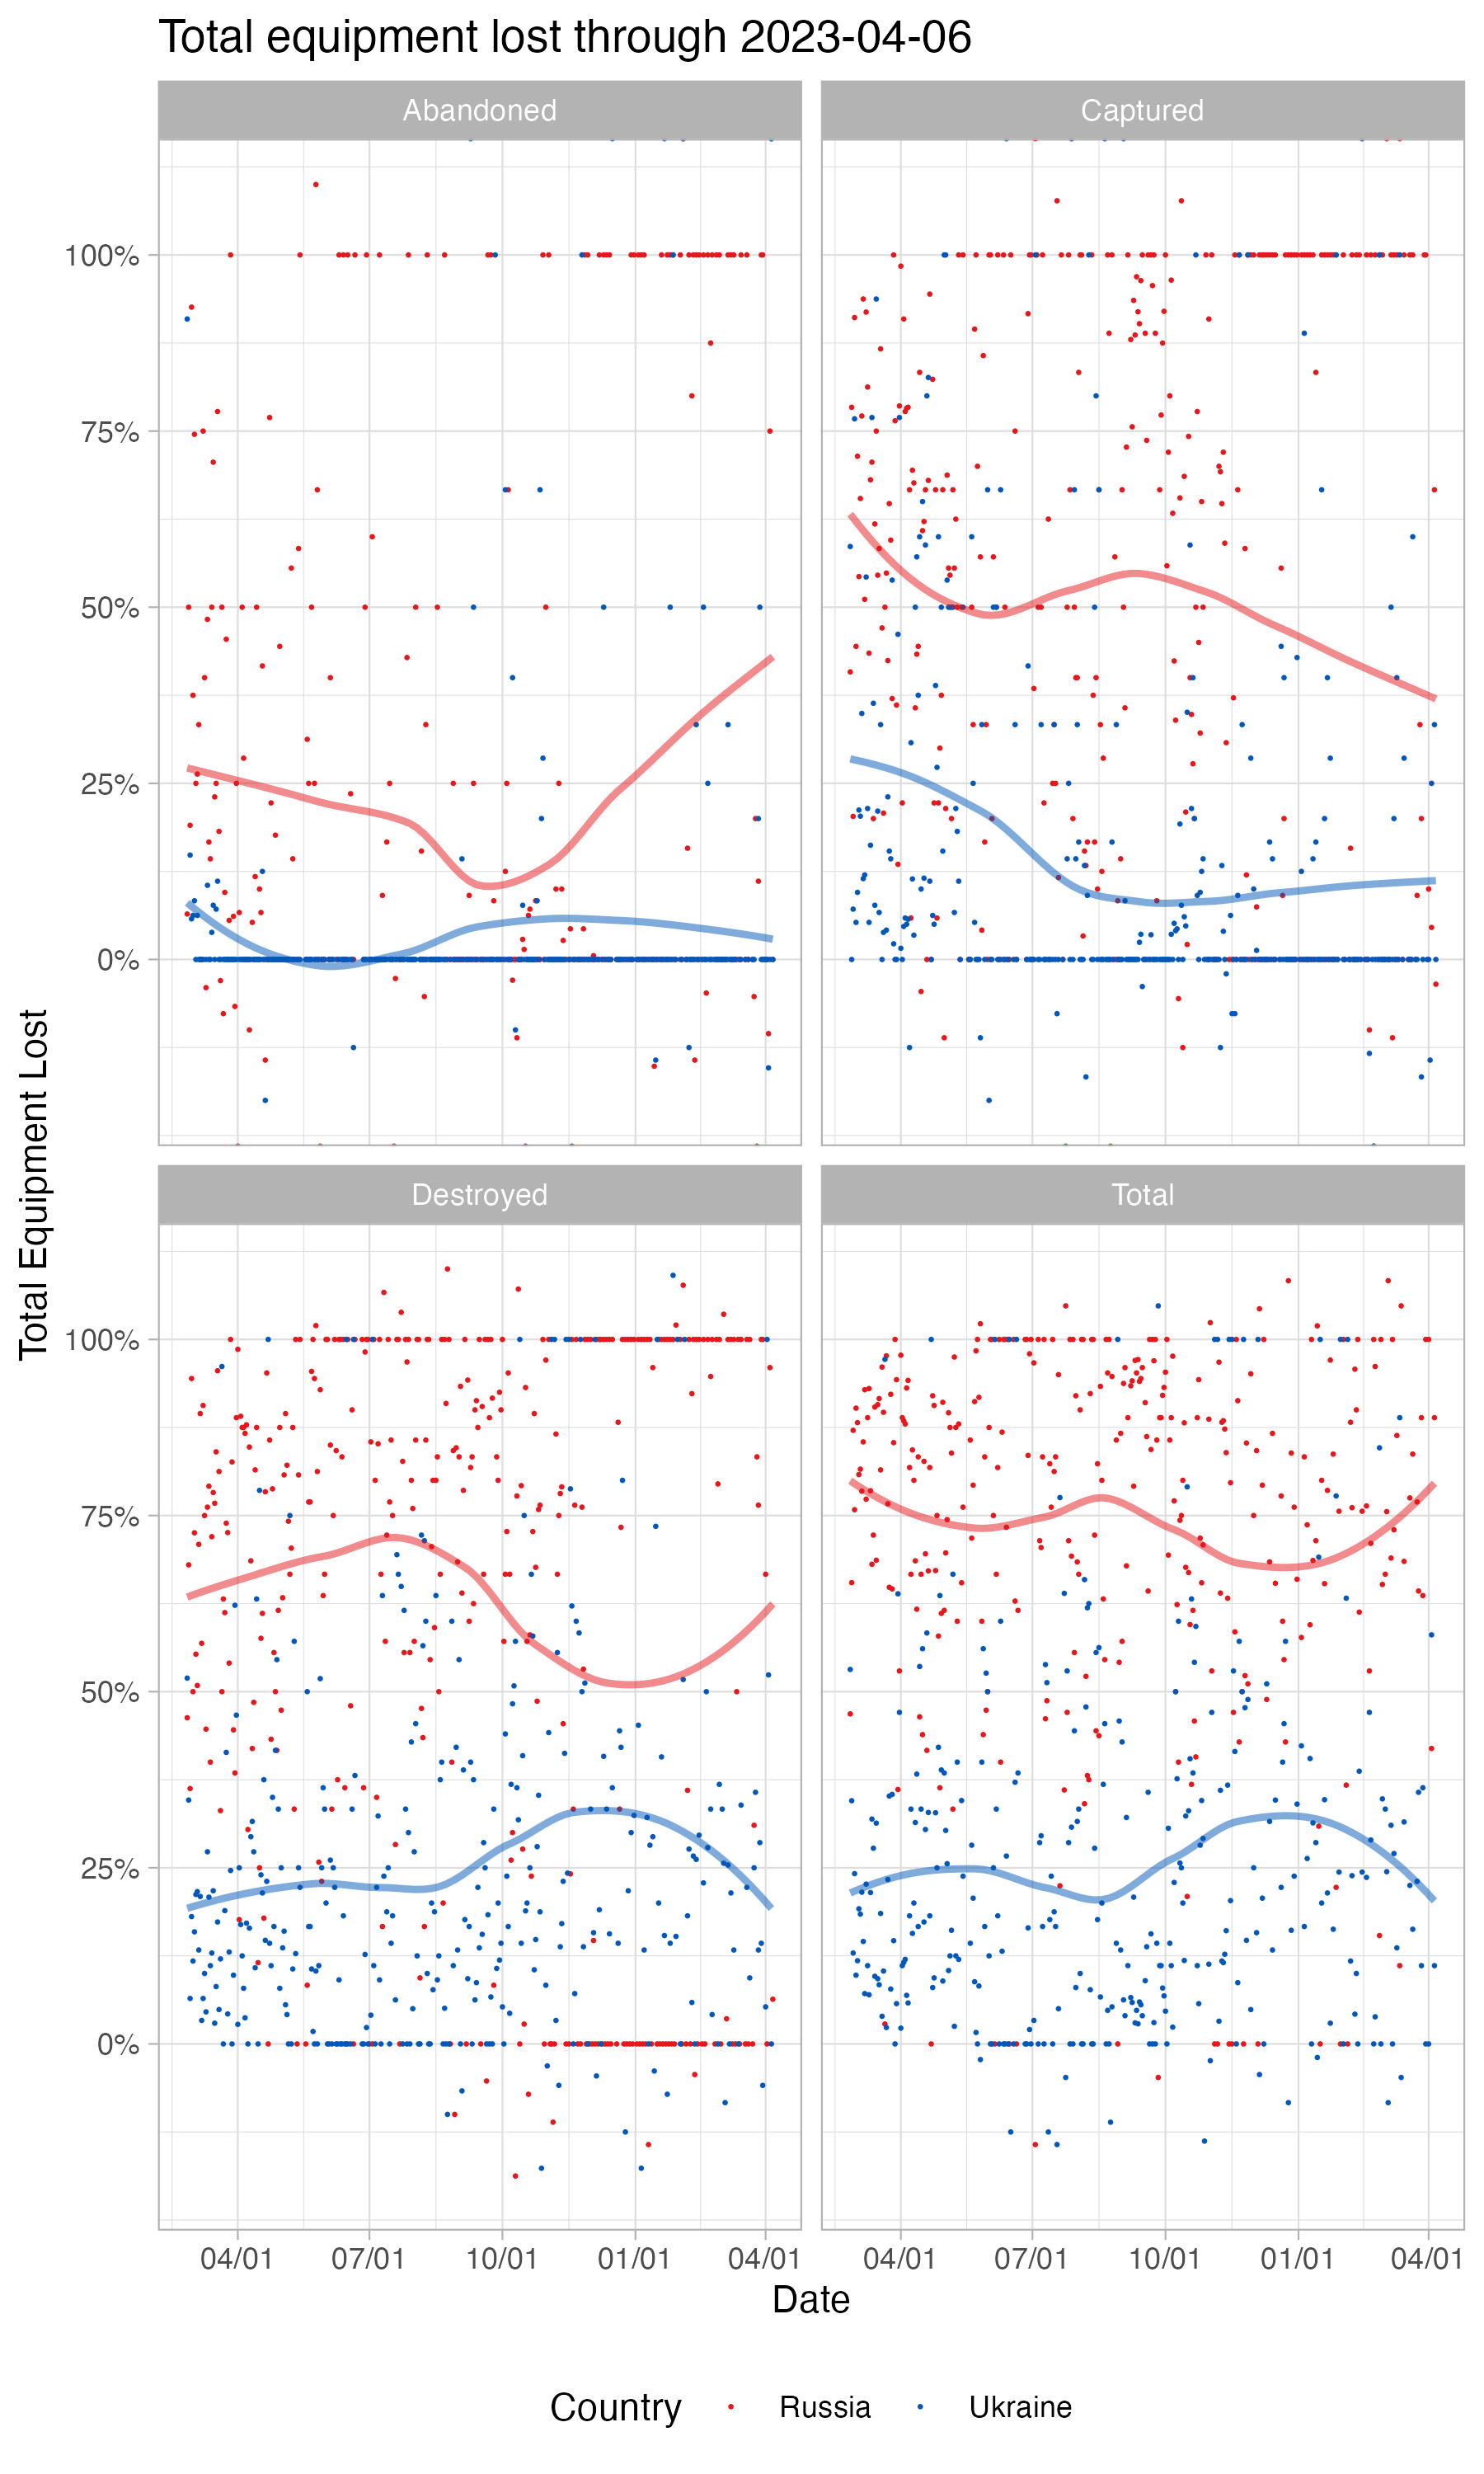 Total equipment lost through 2023-04-06
Abandoned
Captured
100%
75%
50%
25%
0%
Total Equipment Lost
Destroyed
Total
100%
75%
50%
25%
0%
04/01 07/01 10/01 01/01 04/01
04/01 07/01 10/01 01/01 04/01
Date
Country Russia Ukraine